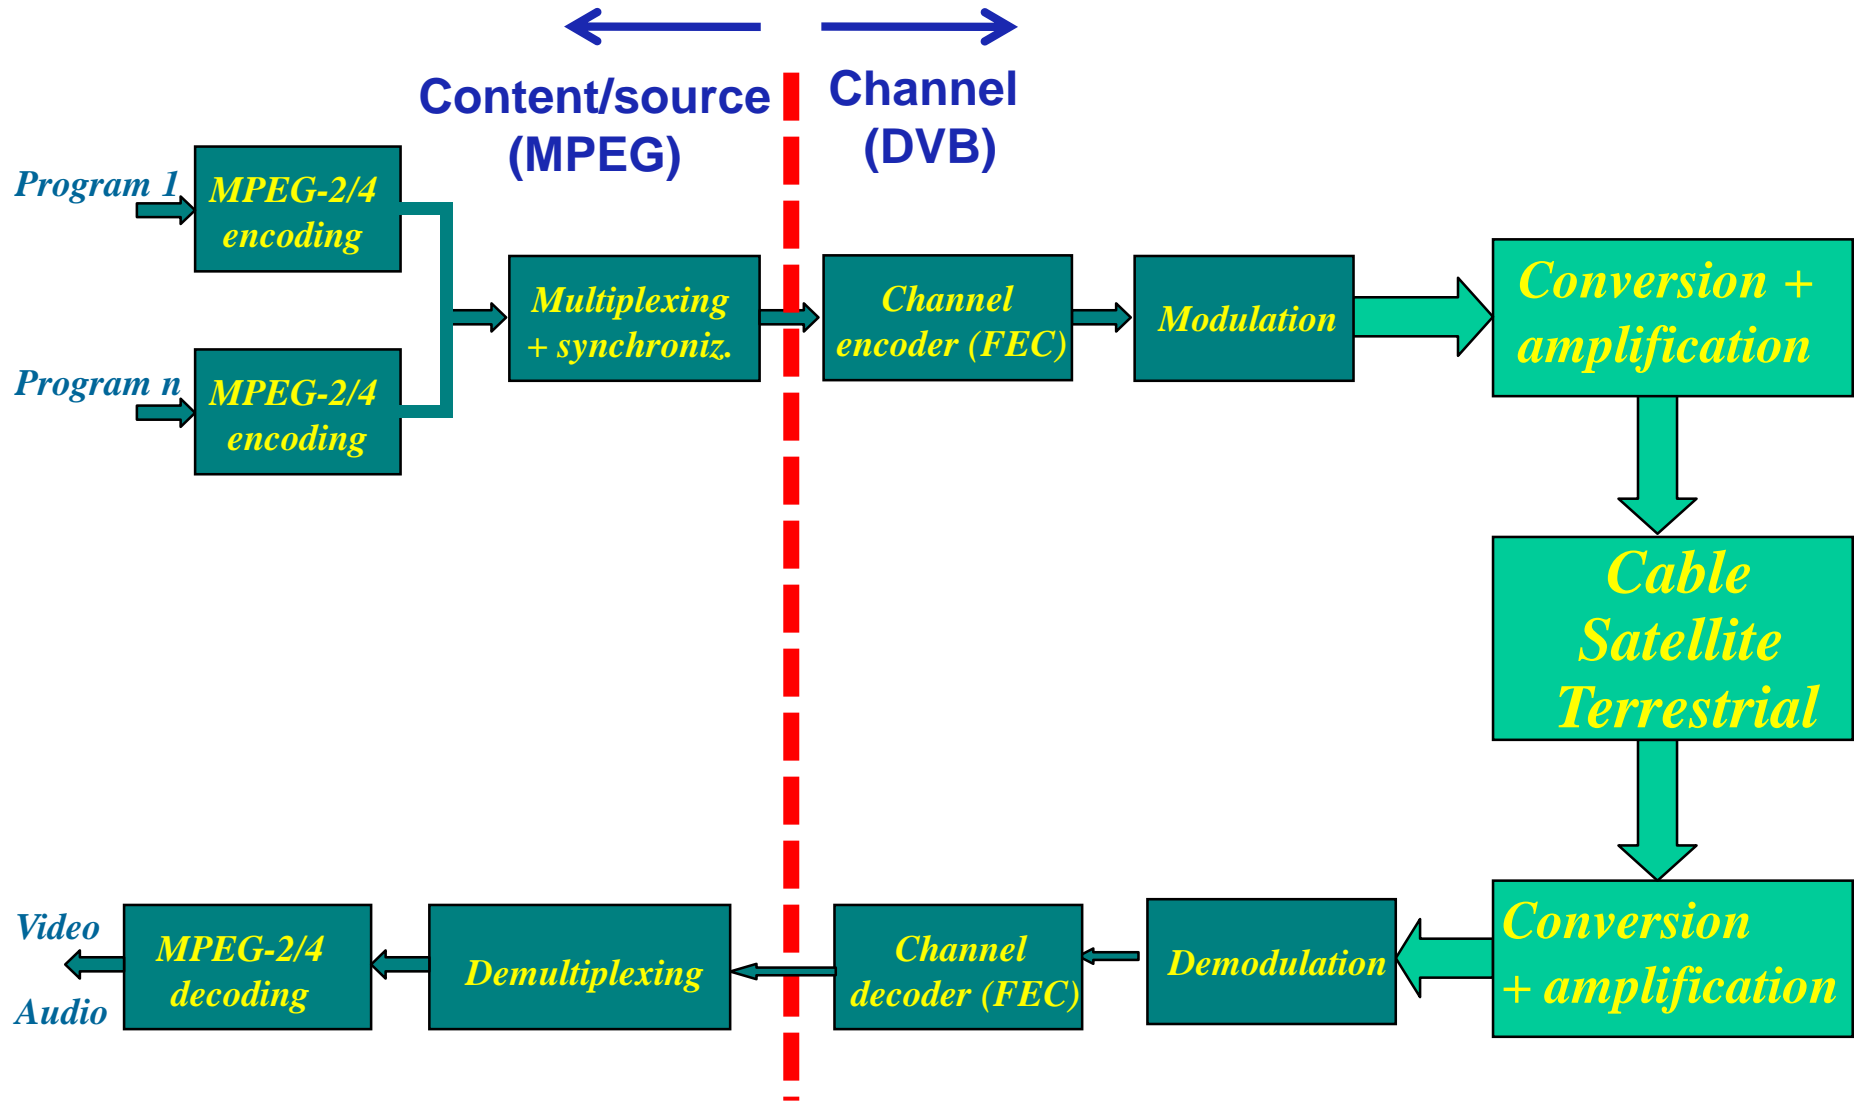 Content/source
(MPEG)
Channel
(DVB)
Program 1
MPEG-2/4
encoding
Program n
MPEG-2/4
encoding
Multiplexing
+ synchroniz.
Channel
encoder (FEC)
Modulation
Conversion +
amplification
Cable
Satellite
Terrestrial
Conversion
+ amplification
Demodulation
Channel
decoder (FEC)
Demultiplexing
MPEG-2/4
decoding
Video
Audio